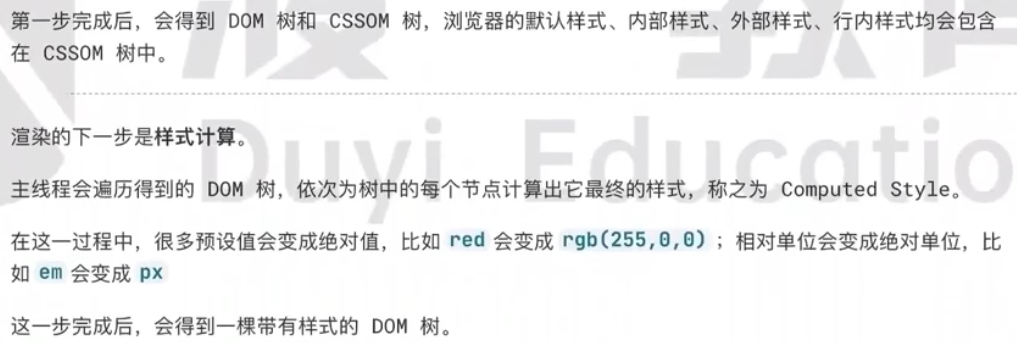 第一步完成后，会得到 DOM 树和 CSSOM 树，浏览器的默认样式、内部样式、外部样式、行内样式均会包含
在 CSSOM 树中。
渲染的下一步是样式计算。
主线程会遍历得到的 DOM 树，依次为树中的每个节点计算出它最终的样式，称之为 Computed Style。
在这一过程中，很多预设值会变成绝对值，比如 red 会变成 rgb(255,0,0)；相对单位会变成绝对单位，比
如 em 会变成 px
这一步完成后，会得到一棵带有样式的 DOM 树。
Duyi Educatio